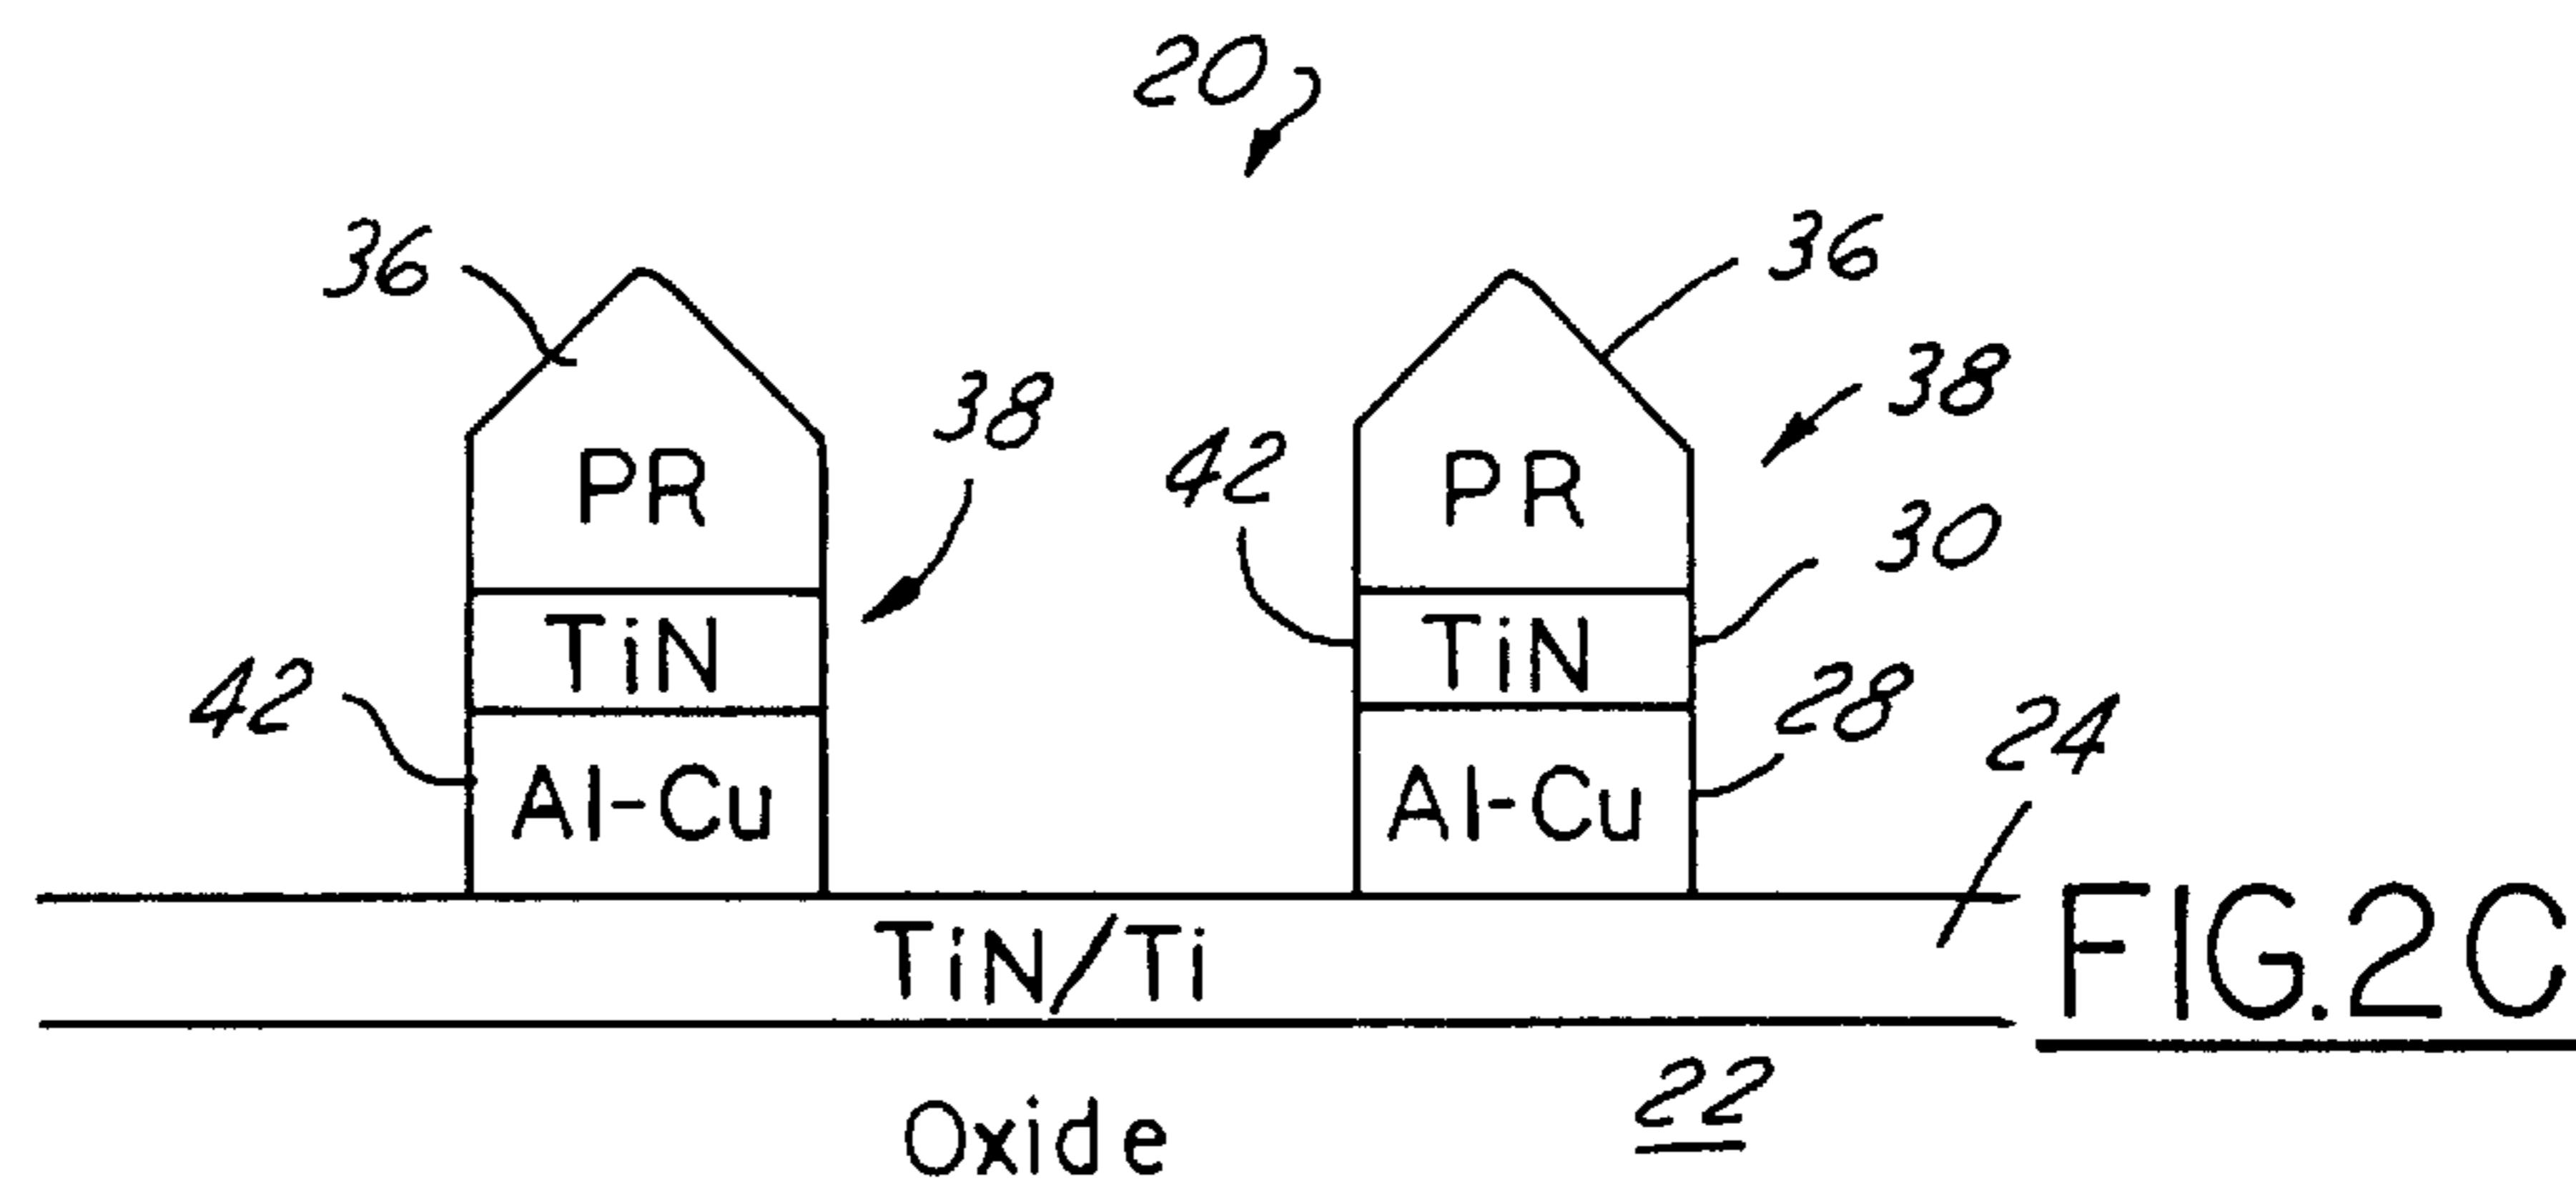 20
36
36
38
38
42
PR
PR
30
TiN
TiN
42
28
24
Al-Cu
Al-Cu
TiN/Ti
FIG.2C
22
Oxide